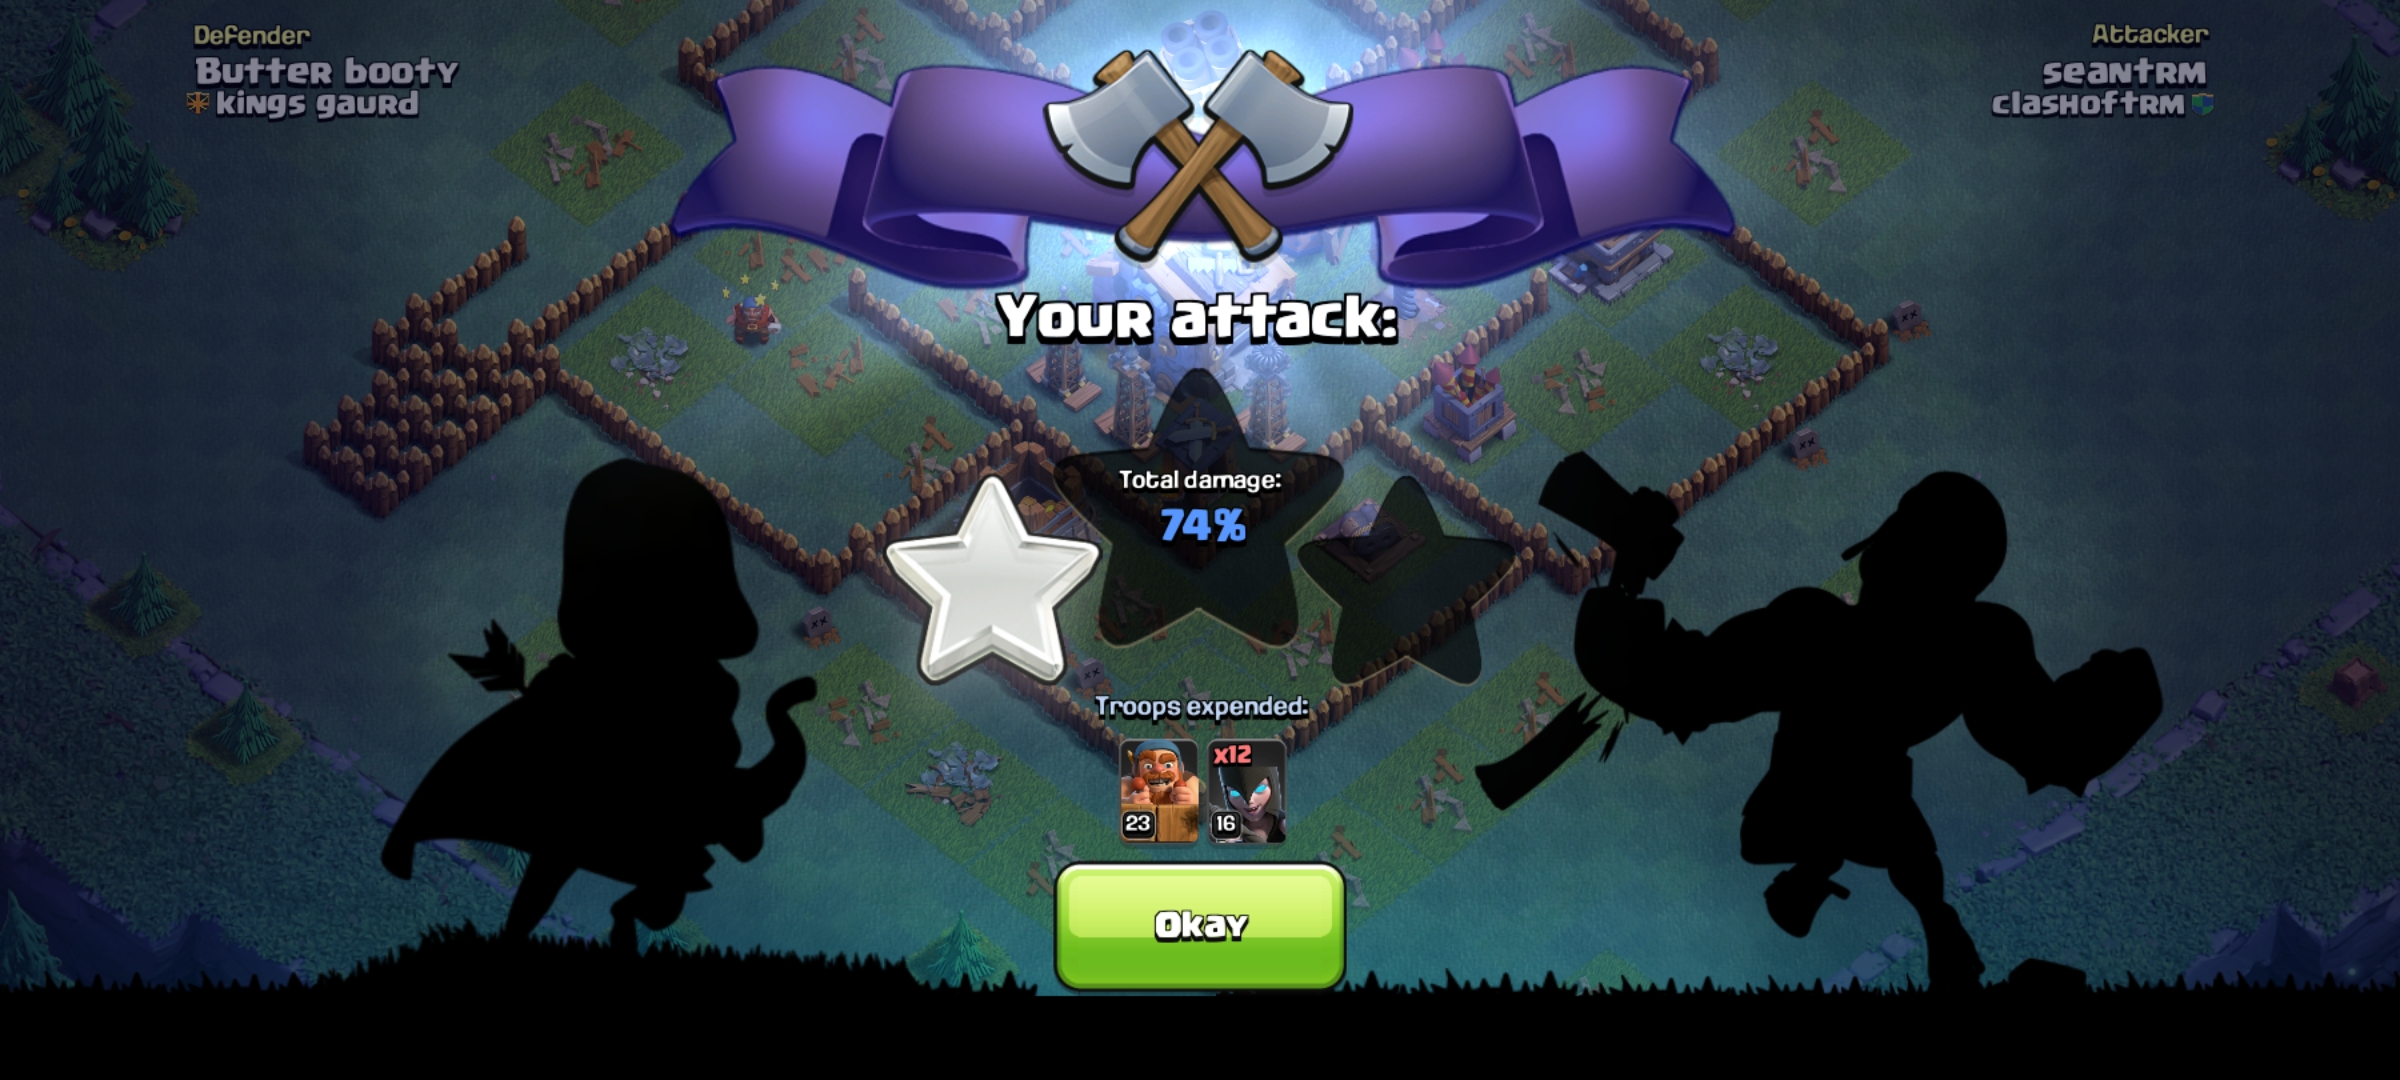 Defender
Butter booty
kings gaurd
Attacker
seantrm
clashoftrm
Your attack:
Total damage:
74%
Troops expended:
x12
23
16
Okay